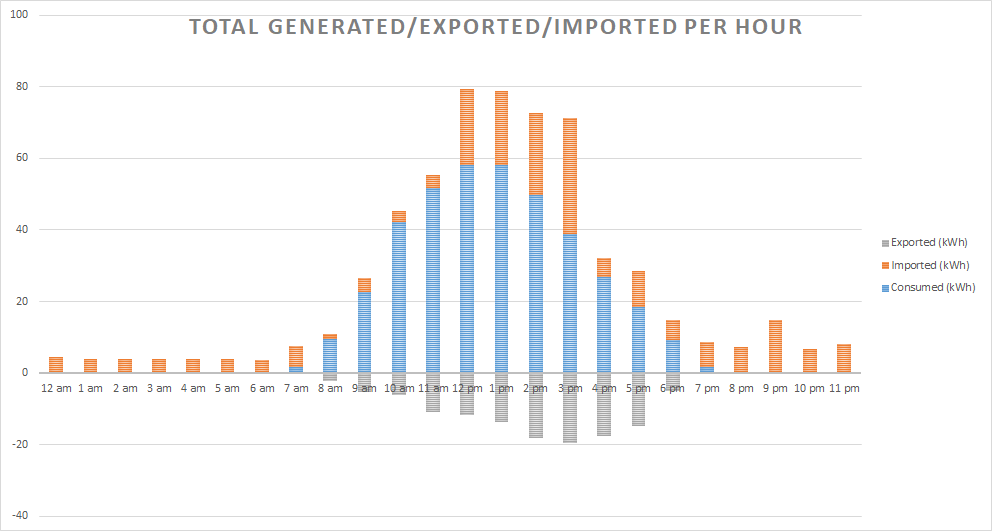 TOTAL GENERATED/EXPORTED/IMPORTED PER HOUR
100
80
60
40
20
0
-20
-40
12 am 1 am 2 am 3 am 4 am 5 am 6 am 7 am 8 am 9 am 10 am 11 am 12 pm 1 pm 2 pm 3 pm 4 pm 5 pm 6 pm 7 pm 8 pm 9 pm 10 pm 11 pm
Exported (kWh)
Imported (kWh)
Consumed (kWh)